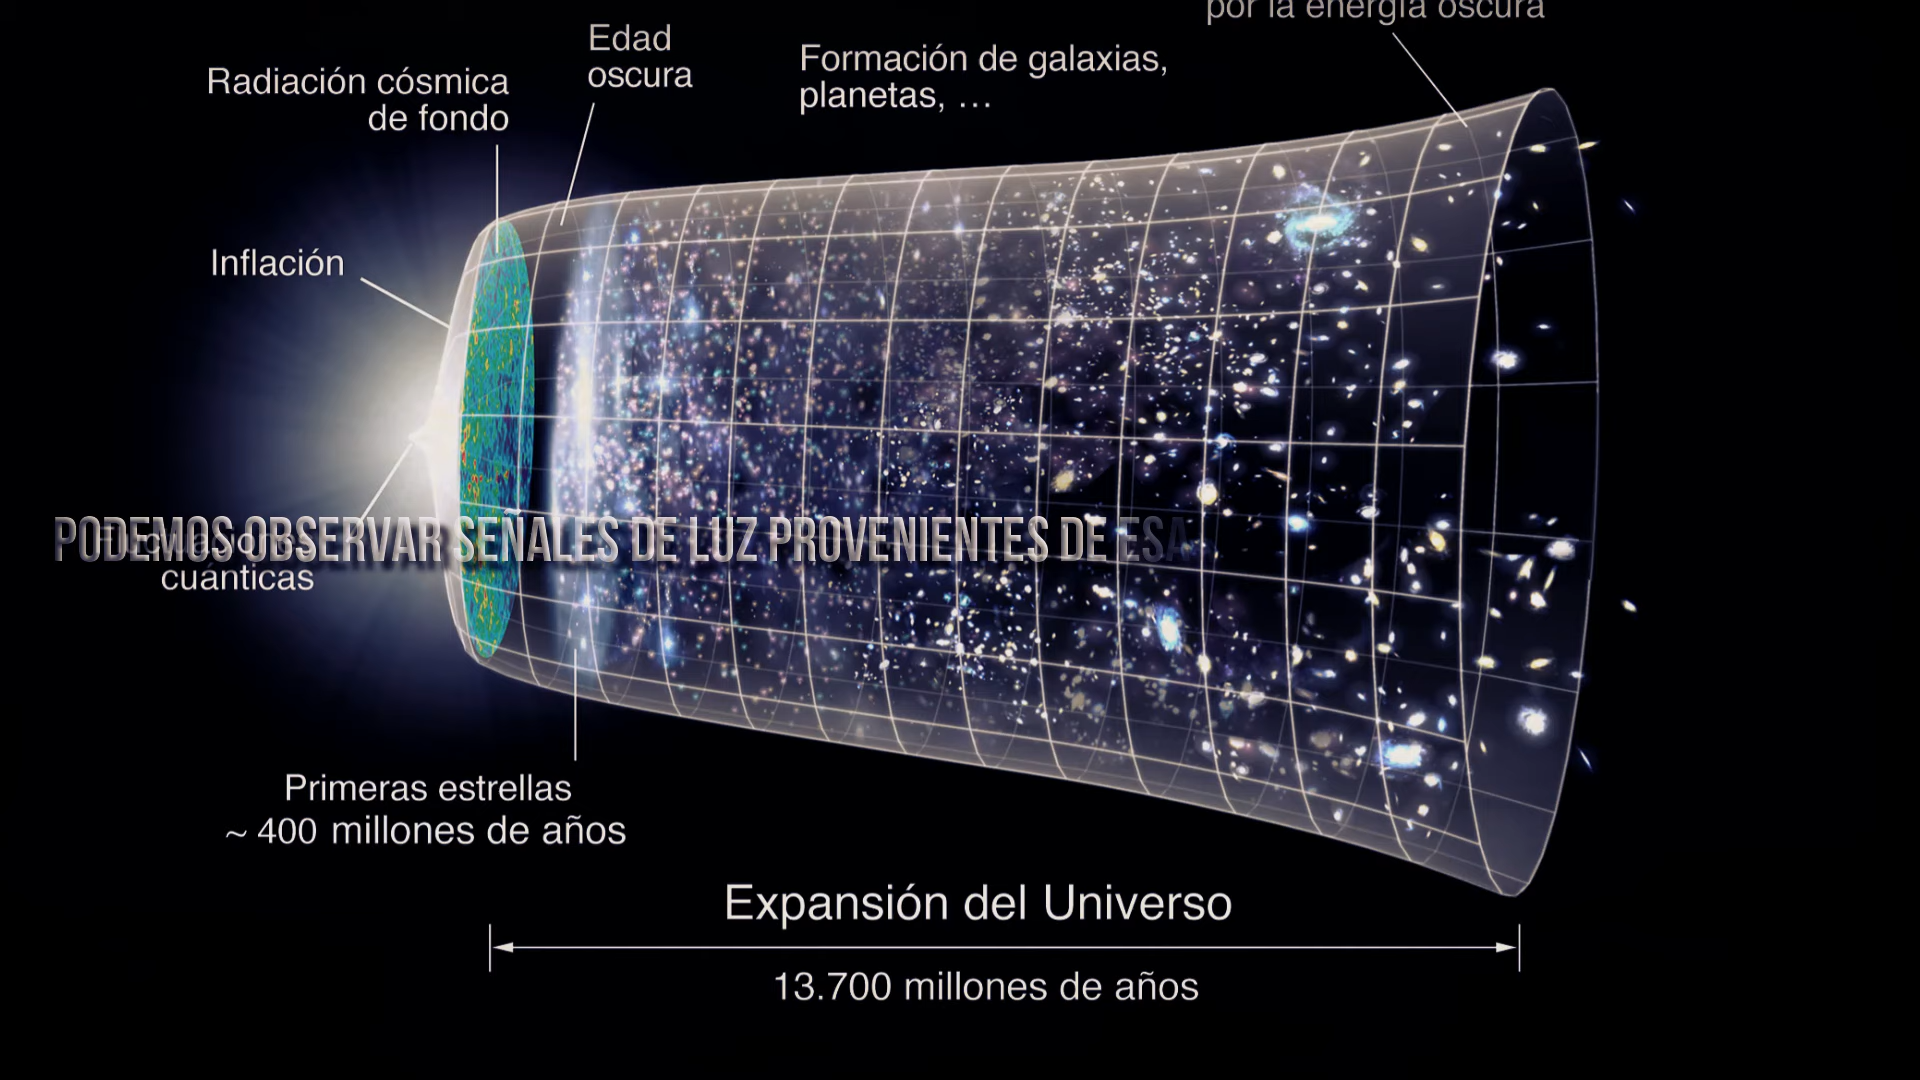 por la energía oscura
Edad
oscura
Formación de galaxias,
planetas, …
Radiación cósmica
de fondo
Inflación
PODEMOS OBSERVAR SEÑALES DE LUZ PROVENIENTES DE ESA
cuánticas
Primeras estrellas
~ 400 millones de años
Expansión del Universo
13.700 millones de años